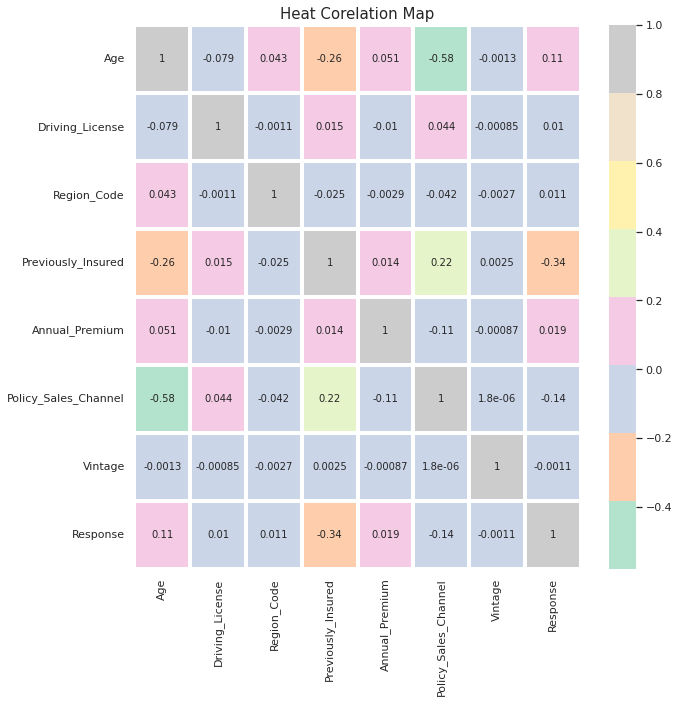 Heat Corelation Map
Age 1 -0.079 0.043 -0.26 0.051 -0.58 -0.0013 0.11
Driving_License -0.079 1 -0.0011 0.015 -0.01 0.044 -0.00085 0.01
Region_Code 0.043 -0.0011 1 -0.025 -0.0029 -0.042 -0.0027 0.011
Previously_Insured -0.26 0.015 -0.025 1 0.014 0.22 0.0025 -0.34
Annual_Premium 0.051 -0.01 -0.0029 0.014 1 -0.11 -0.00087 0.019
Policy_Sales_Channel -0.58 0.044 -0.042 0.22 -0.11 1 1.8e-06 -0.14
Vintage -0.0013 -0.00085 -0.0027 0.0025 -0.00087 1.8e-06 1 -0.0011
Response 0.11 0.01 0.011 -0.34 0.019 -0.14 -0.0011 1
Age
Driving_License
Region_Code
Previously_Insured
Annual_Premium
Policy_Sales_Channel
Vintage
Response
1.0
0.8
0.6
0.4
0.2
0.0
−0.2
−0.4